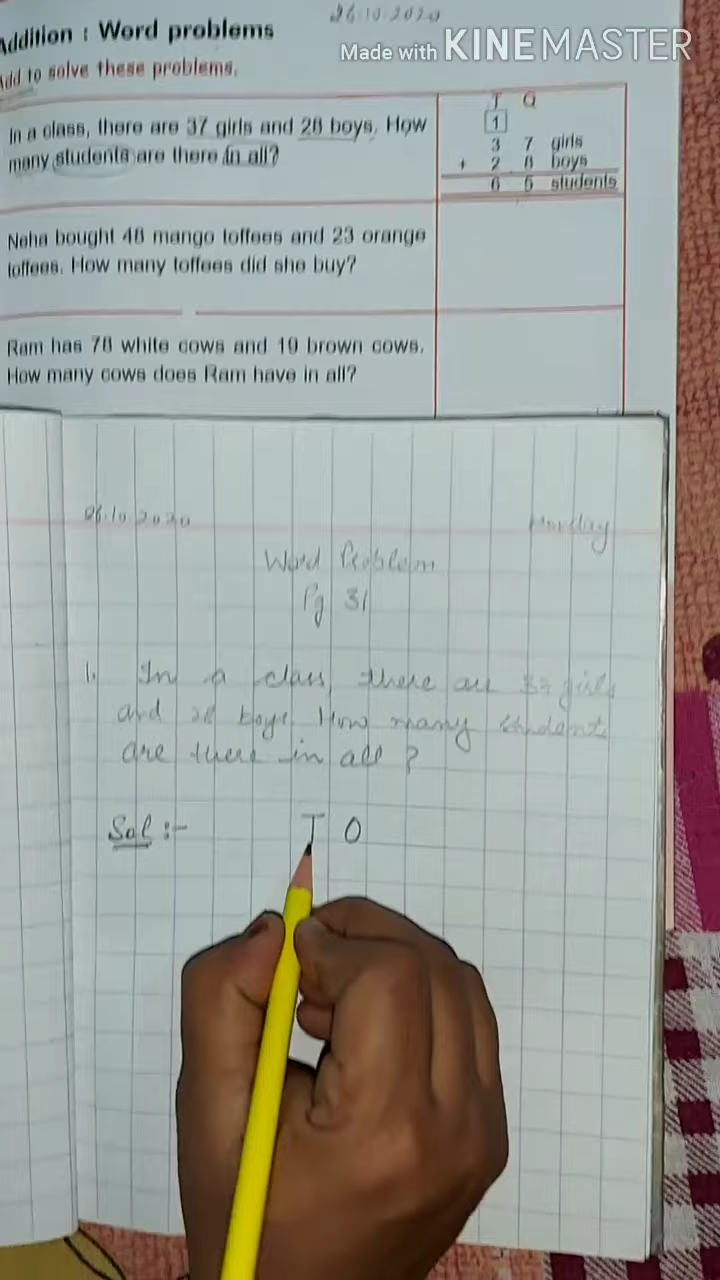 26.10.2020
Made with KINEMASTER
Addition : Word problems
Add to solve these problems.
In a class, there are 37 girls and 28 boys. How
many students are there in all?
T O
1
3 7 girls
+ 2 8 boys
6 5 students
Neha bought 48 mango toffees and 23 orange
toffees. How many toffees did she buy?
Ram has 78 white cows and 19 brown cows.
How many cows does Ram have in all?
26.10.2020 Monday
Word Problem
Pg 31
1. In a class, there are 37 girls
and 28 boys. How many students
are there in all ?
Sol :- T O